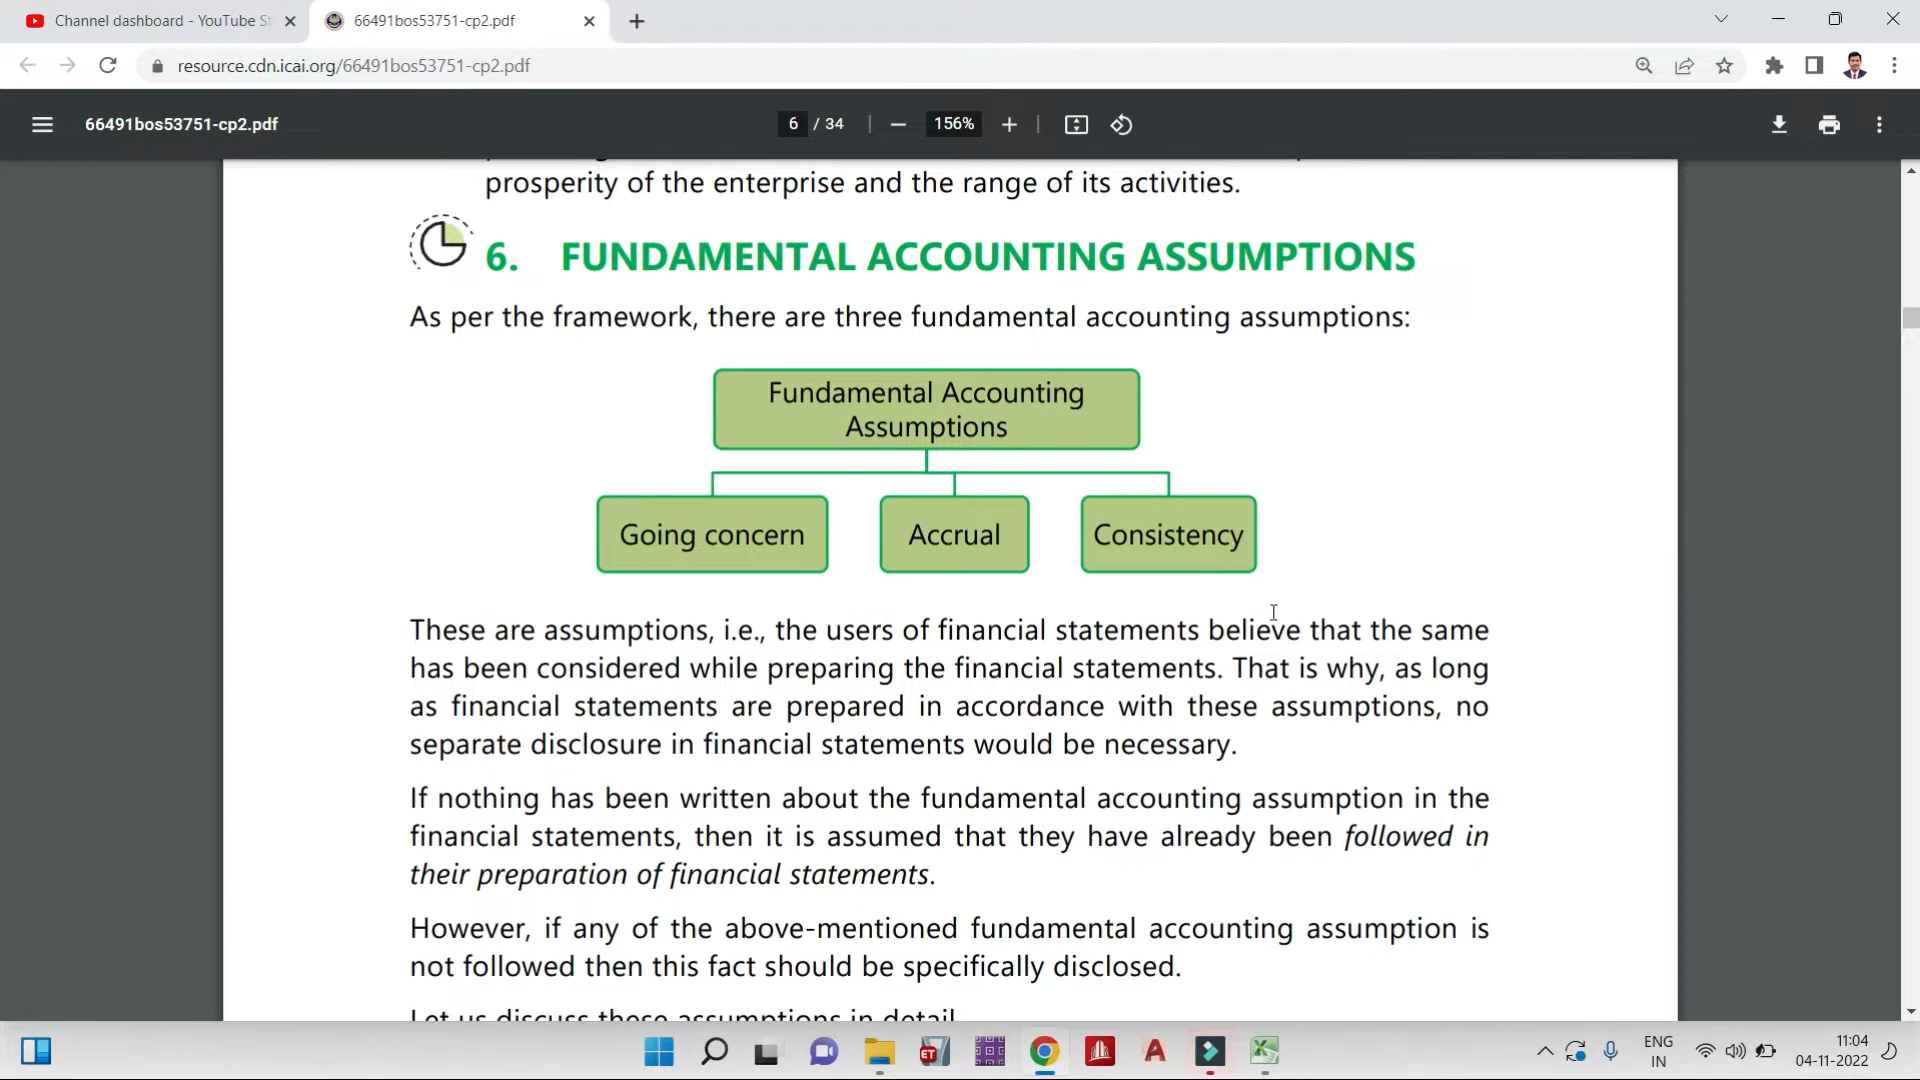 Channel dashboard - YouTube St
66491bos53751-cp2.pdf
resource.cdn.icai.org/66491bos53751-cp2.pdf
66491bos53751-cp2.pdf
6 / 34
156%
prosperity of the enterprise and the range of its activities.
6. FUNDAMENTAL ACCOUNTING ASSUMPTIONS
As per the framework, there are three fundamental accounting assumptions:
Fundamental Accounting
Assumptions
Going concern
Accrual
Consistency
These are assumptions, i.e., the users of financial statements believe that the same
has been considered while preparing the financial statements. That is why, as long
as financial statements are prepared in accordance with these assumptions, no
separate disclosure in financial statements would be necessary.
If nothing has been written about the fundamental accounting assumption in the
financial statements, then it is assumed that they have already been followed in
their preparation of financial statements.
However, if any of the above-mentioned fundamental accounting assumption is
not followed then this fact should be specifically disclosed.
Let us discuss these assumptions in detail
ET
A
ENG
IN
11:04
04-11-2022